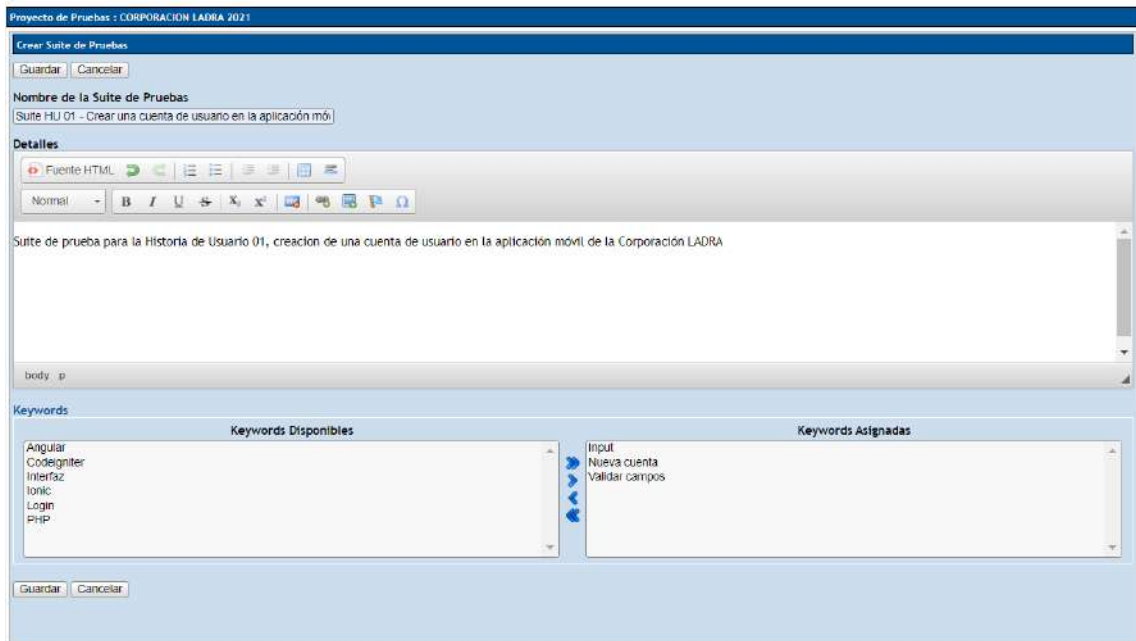 Proyecto de Pruebas : CORPORACION LADRA 2021
Crear Suite de Pruebas
Guardar Cancelar
Nombre de la Suite de Pruebas
Suite HU 01 - Crear una cuenta de usuario en la aplicación móv
Detalles
Fuente HTML
Normal B I U S X₂ x² Ω
Suite de prueba para la Historia de Usuario 01, creacion de una cuenta de usuario en la aplicación móvil de la Corporación LADRA
body p
Keywords
Keywords Disponibles
Angular
Codeigniter
Interfaz
Ionic
Login
PHP
Keywords Asignadas
Input
Nueva cuenta
Validar campos
Guardar Cancelar